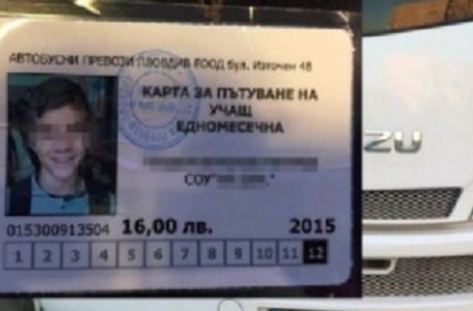 АВТОБУСНИ ПРЕВОЗИ ПЛОВДИВ ЕООД бул. Източен 48
КАРТА ЗА ПЪТУВАНЕ НА
УЧАЩ
ЕДНОМЕСЕЧНА
СОУ"
015300913504 16,00 лв. 2015
1 2 3 4 5 6 7 8 9 10 11 12
ZU